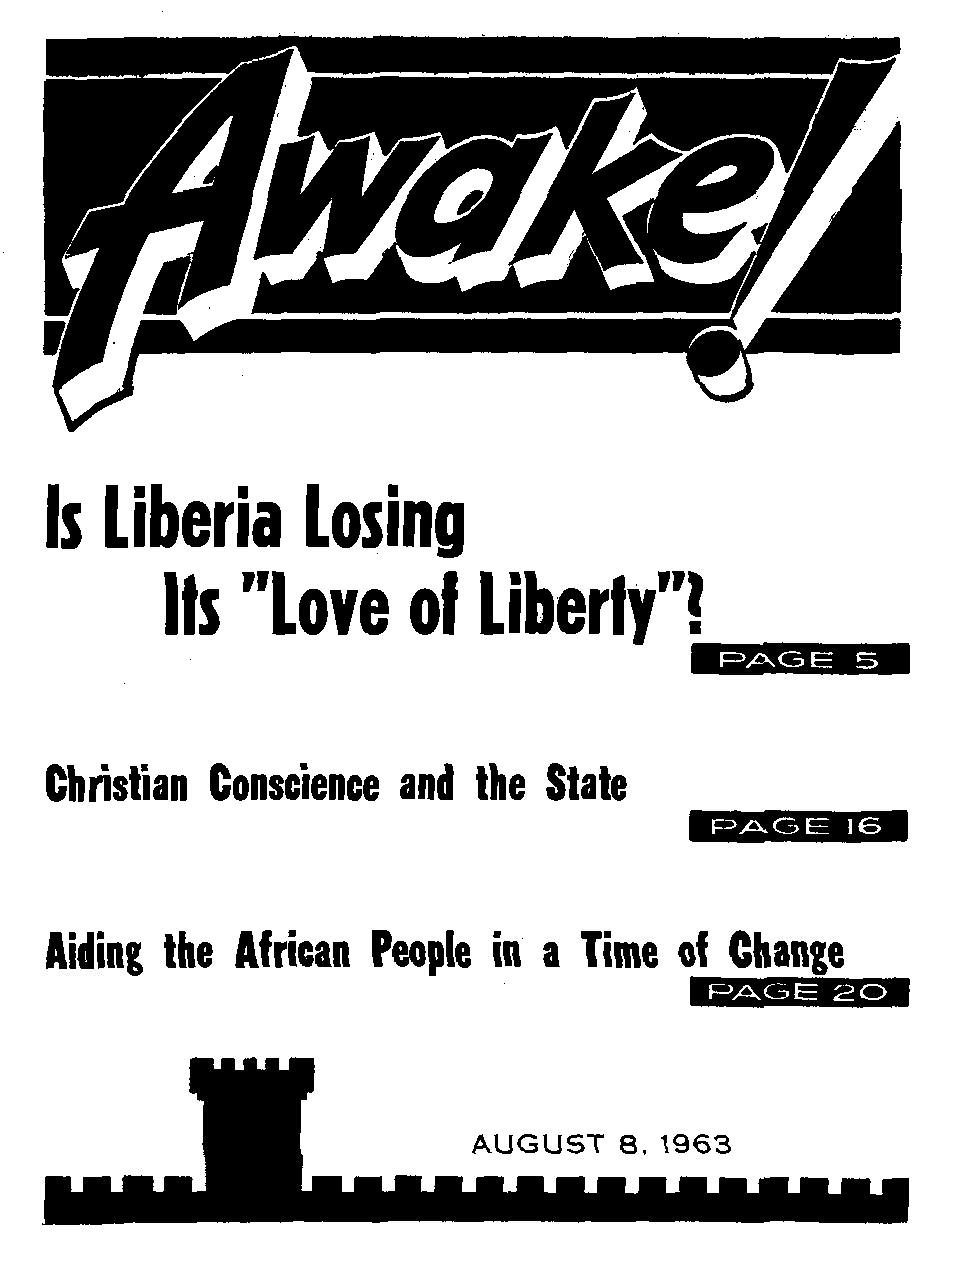 Awake!
Is Liberia Losing
Its "Love of Liberty"?
PAGE 5
Christian Conscience and the State
PAGE 16
Aiding the African People in a Time of Change
PAGE 20
AUGUST 8, 1963